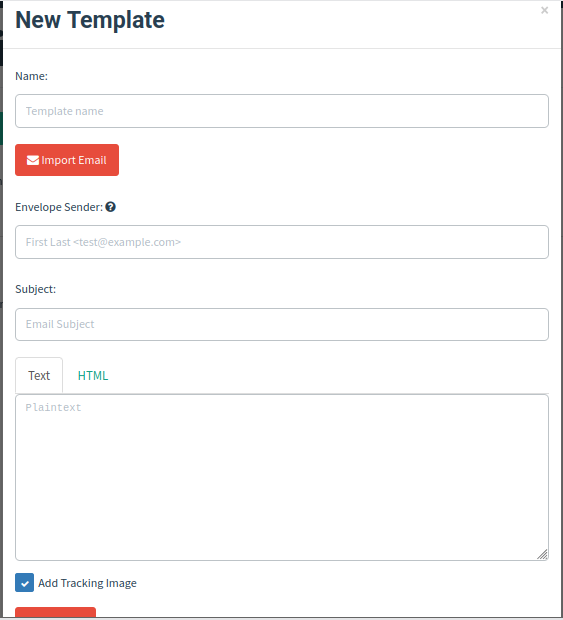 New Template
×
Name:
Template name
Import Email
Envelope Sender:
First Last <test@example.com>
Subject:
Email Subject
Text HTML
Plaintext
Add Tracking Image